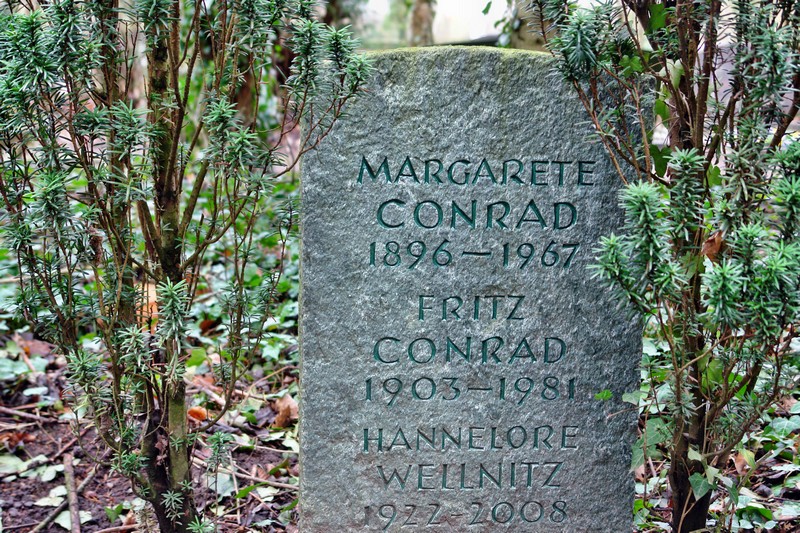 MARGARETE
CONRAD
1896–1967
FRITZ
CONRAD
1903–1981
HANNELORE
WELLNITZ
1922-2008